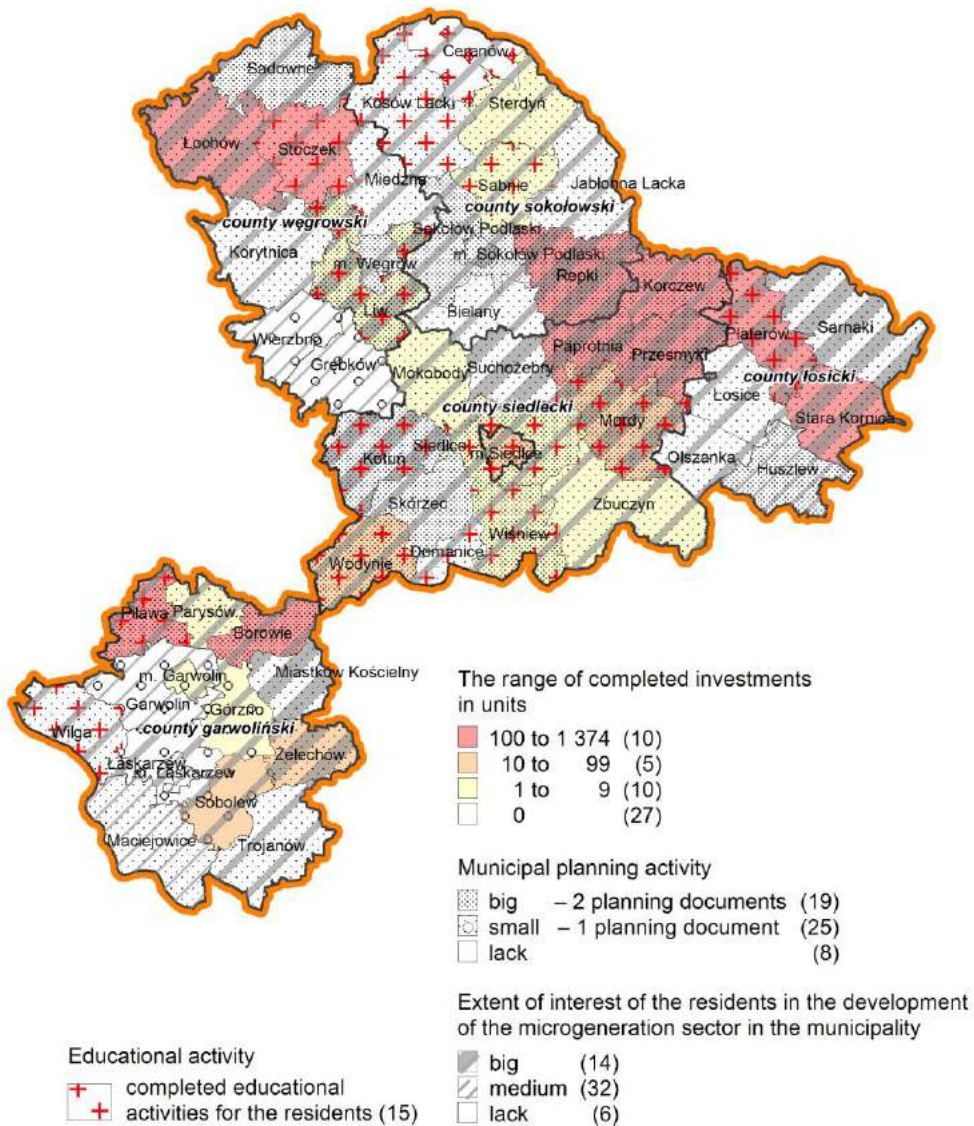 Ceranów
Sadowne
Kosów Lacki
Sterdyń
Łochów
Stoczek
Miedzna
Sabnie
Jabłonna Lacka
county węgrowski
county sokołowski
Korytnica
Sokołów Podlaski
m. Sokołów Podlaski
m. Węgrów
Repki
Korczew
Liw
Bielany
Platerów
Sarnaki
Wierzbno
Grębków
Paprotnia
Przesmyki
Mokobody
Suchożebry
county łosicki
Łosice
county siedlecki
Stara Kornica
Mordy
Siedlce
m.Siedlce
Kotuń
Olszanka
Huszlew
Skórzec
Zbuczyn
Wiśniew
Domanice
Wodynie
Pilawa
Parysów
Borowie
m. Garwolin
Miastków Kościelny
Garwolin
Górzno
Wilga
county garwoliński
Żelechów
Łaskarzew
m. Łaskarzew
Sobolew
Maciejowice
Trojanów
The range of completed investments
in units
100 to 1 374 (10)
10 to 99 (5)
1 to 9 (10)
0 (27)
Municipal planning activity
big – 2 planning documents (19)
small – 1 planning document (25)
lack (8)
Extent of interest of the residents in the development
of the microgeneration sector in the municipality
big (14)
medium (32)
lack (6)
Educational activity
completed educational
activities for the residents (15)